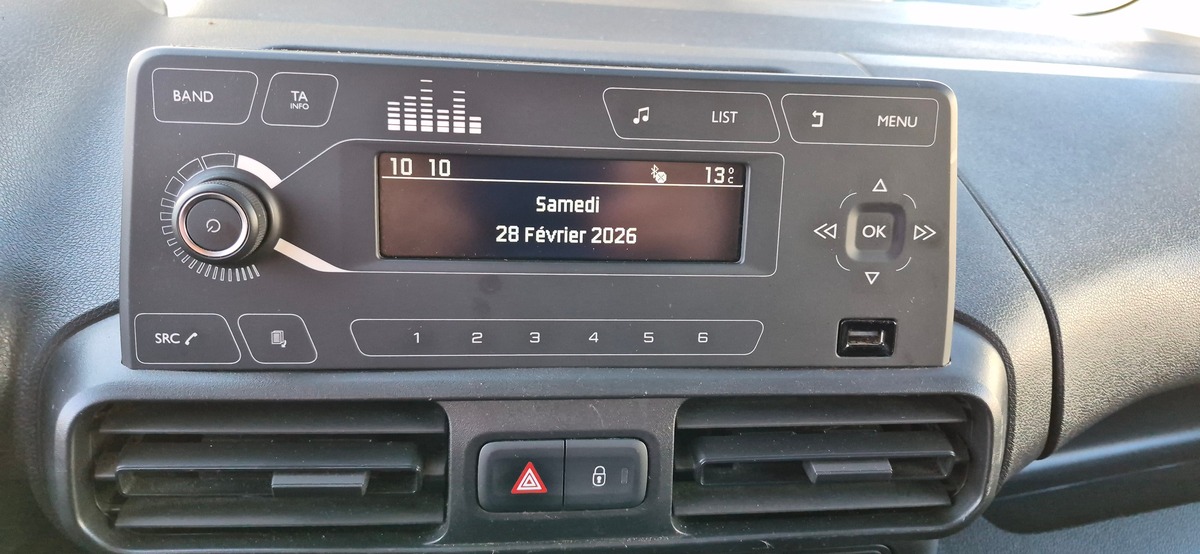 BAND
TA
INFO
LIST
MENU
10 10
13°C
Samedi
28 Février 2026
OK
SRC
1 2 3 4 5 6